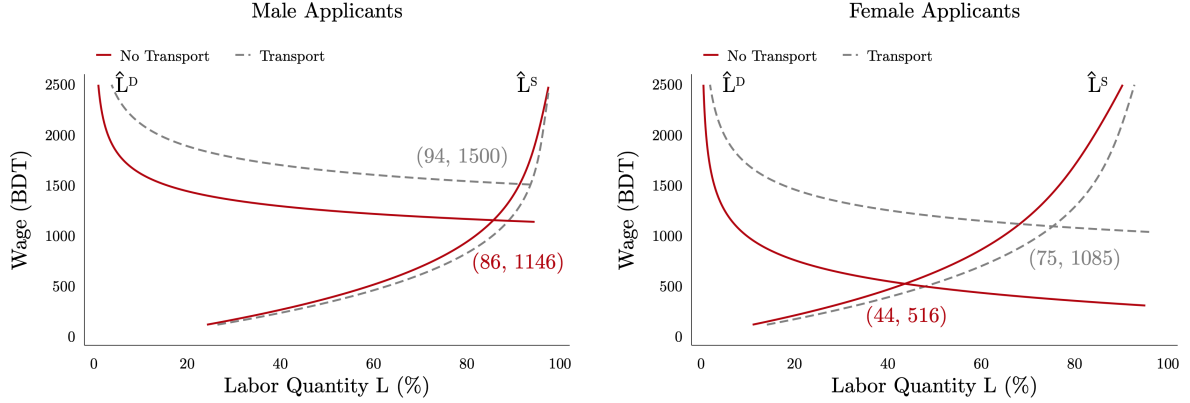 Male Applicants
No Transport
Transport
L̂ᴰ
L̂ˢ
2500
2000
1500
1000
500
0
Wage (BDT)
(94, 1500)
(86, 1146)
0 20 40 60 80 100
Labor Quantity L (%)
Female Applicants
No Transport
Transport
L̂ᴰ
L̂ˢ
2500
2000
1500
1000
500
0
Wage (BDT)
(75, 1085)
(44, 516)
0 20 40 60 80 100
Labor Quantity L (%)